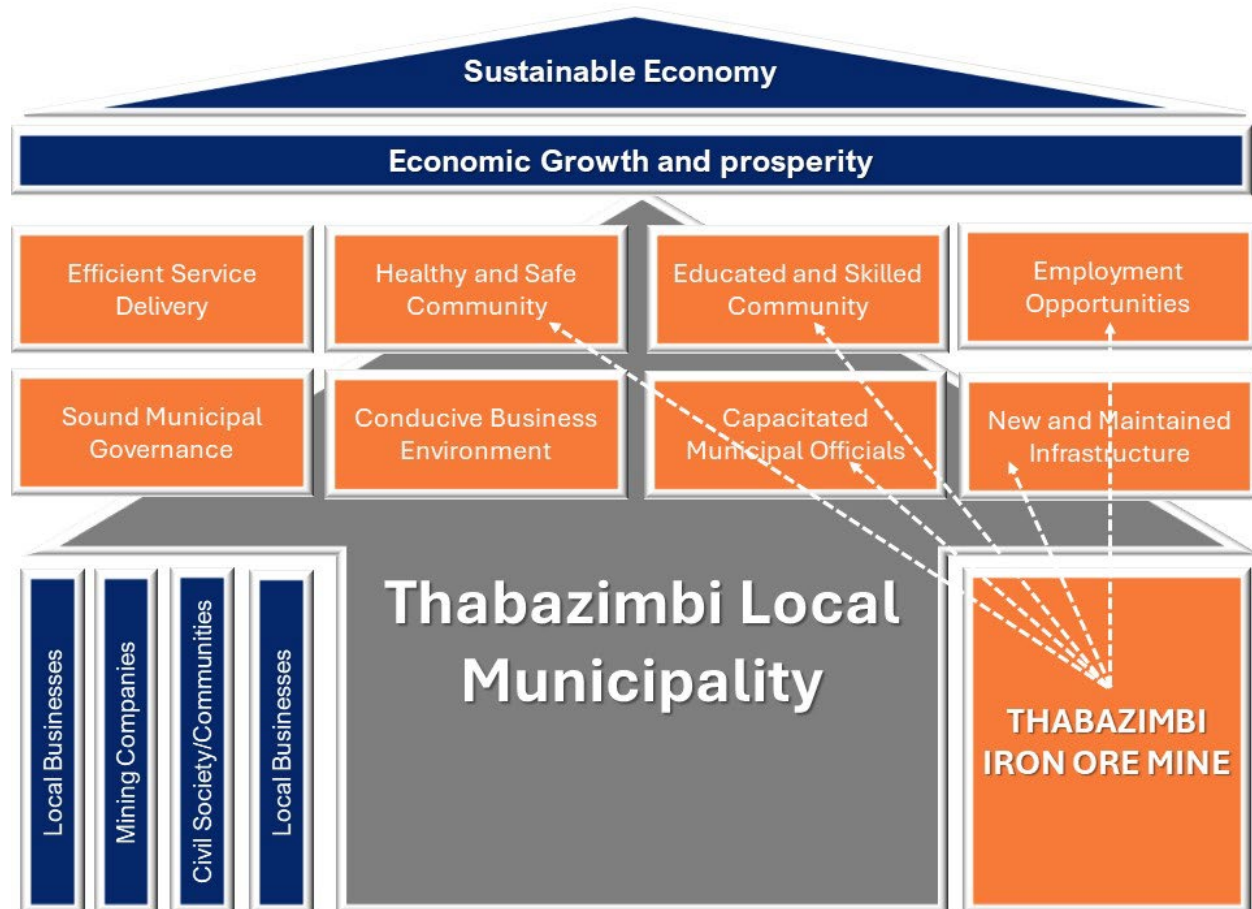 Sustainable Economy
Economic Growth and prosperity
Efficient Service
Delivery
Healthy and Safe
Community
Educated and Skilled
Community
Employment
Opportunities
Sound Municipal
Governance
Conducive Business
Environment
Capacitated
Municipal Officials
New and Maintained
Infrastructure
Local Businesses
Mining Companies
Civil Society/Communities
Local Businesses
Thabazimbi Local
Municipality
THABAZIMBI
IRON ORE MINE